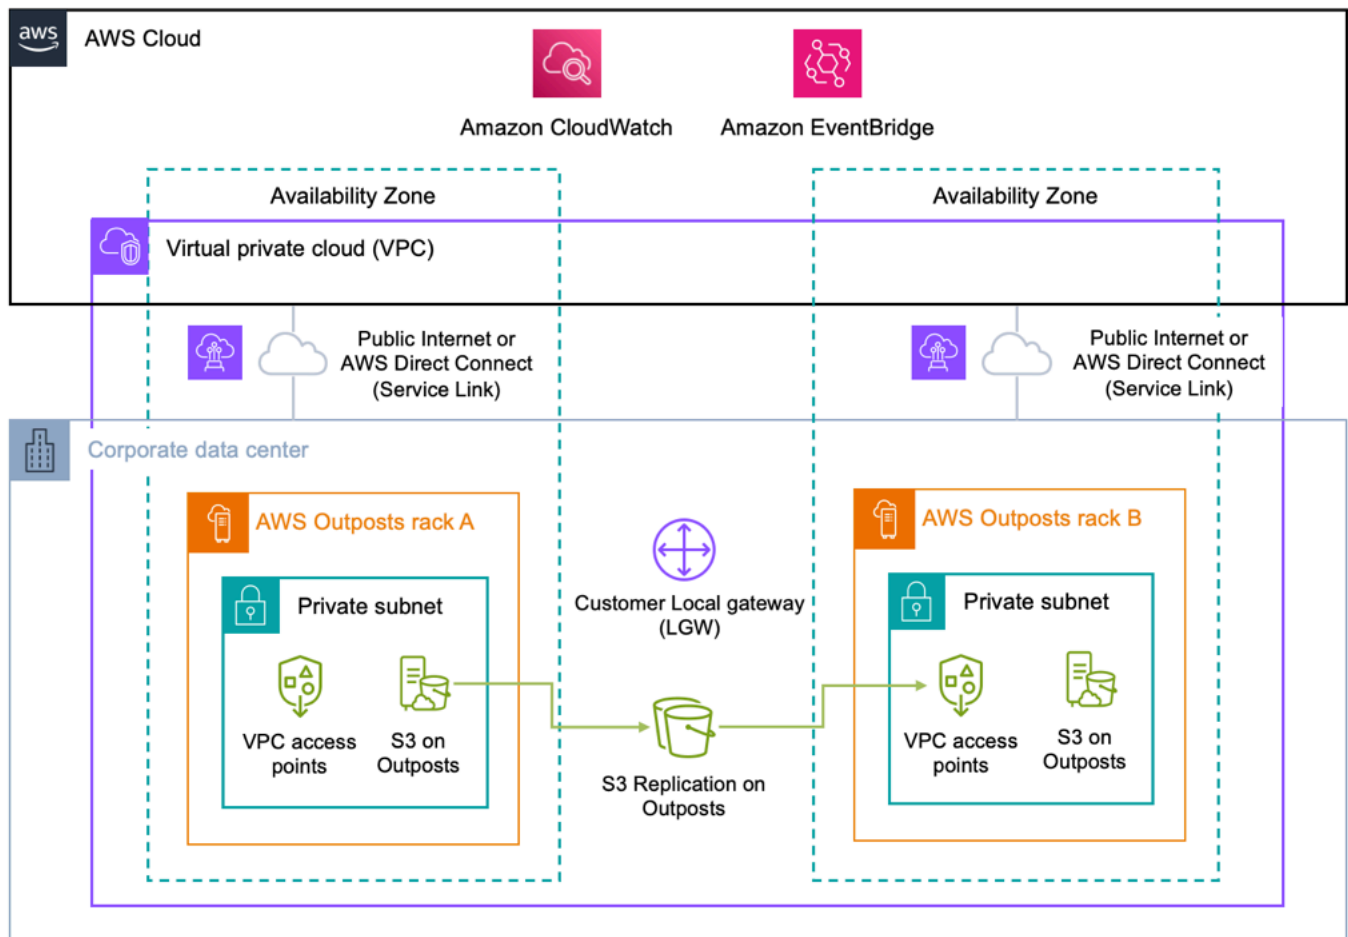 aws
AWS Cloud
Amazon CloudWatch
Amazon EventBridge
Availability Zone
Availability Zone
Virtual private cloud (VPC)
Public Internet or
AWS Direct Connect
(Service Link)
Public Internet or
AWS Direct Connect
(Service Link)
Corporate data center
AWS Outposts rack A
AWS Outposts rack B
Private subnet
Customer Local gateway
(LGW)
Private subnet
VPC access
points
S3 on
Outposts
S3 Replication on
Outposts
VPC access
points
S3 on
Outposts